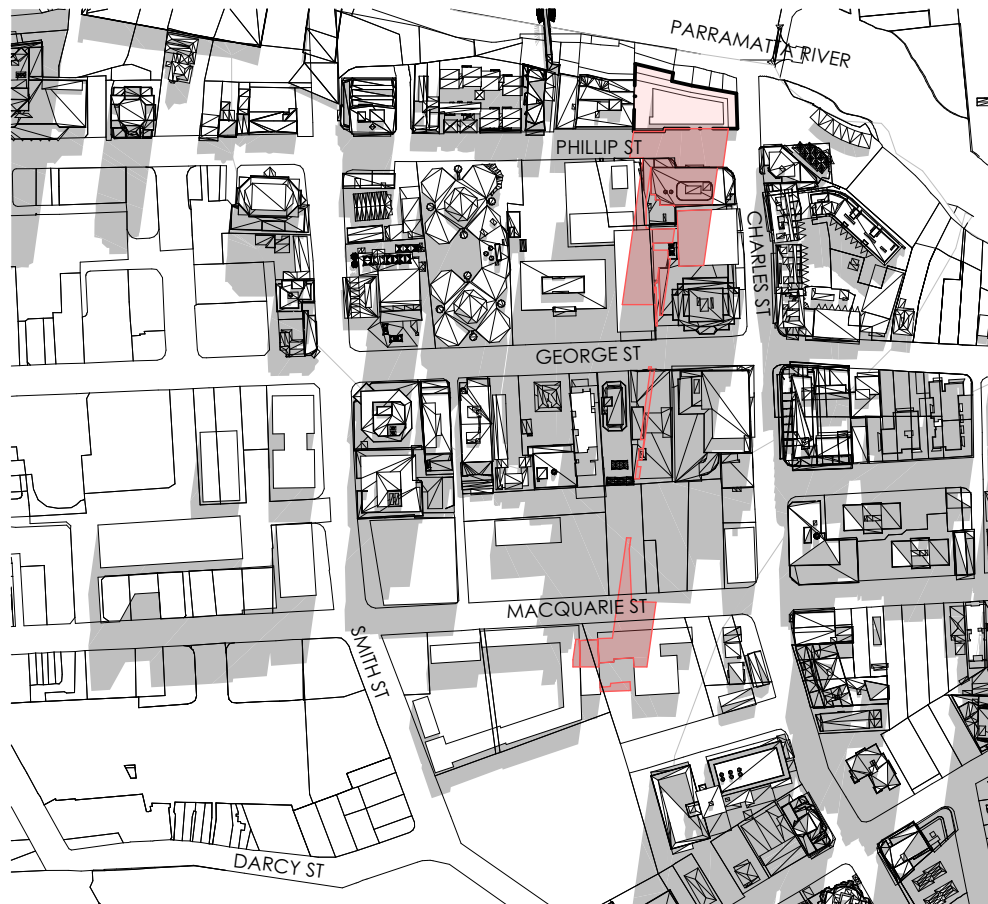 PARRAMATTA RIVER
PHILLIP ST
CHARLES ST
GEORGE ST
MACQUARIE ST
SMITH ST
DARCY ST